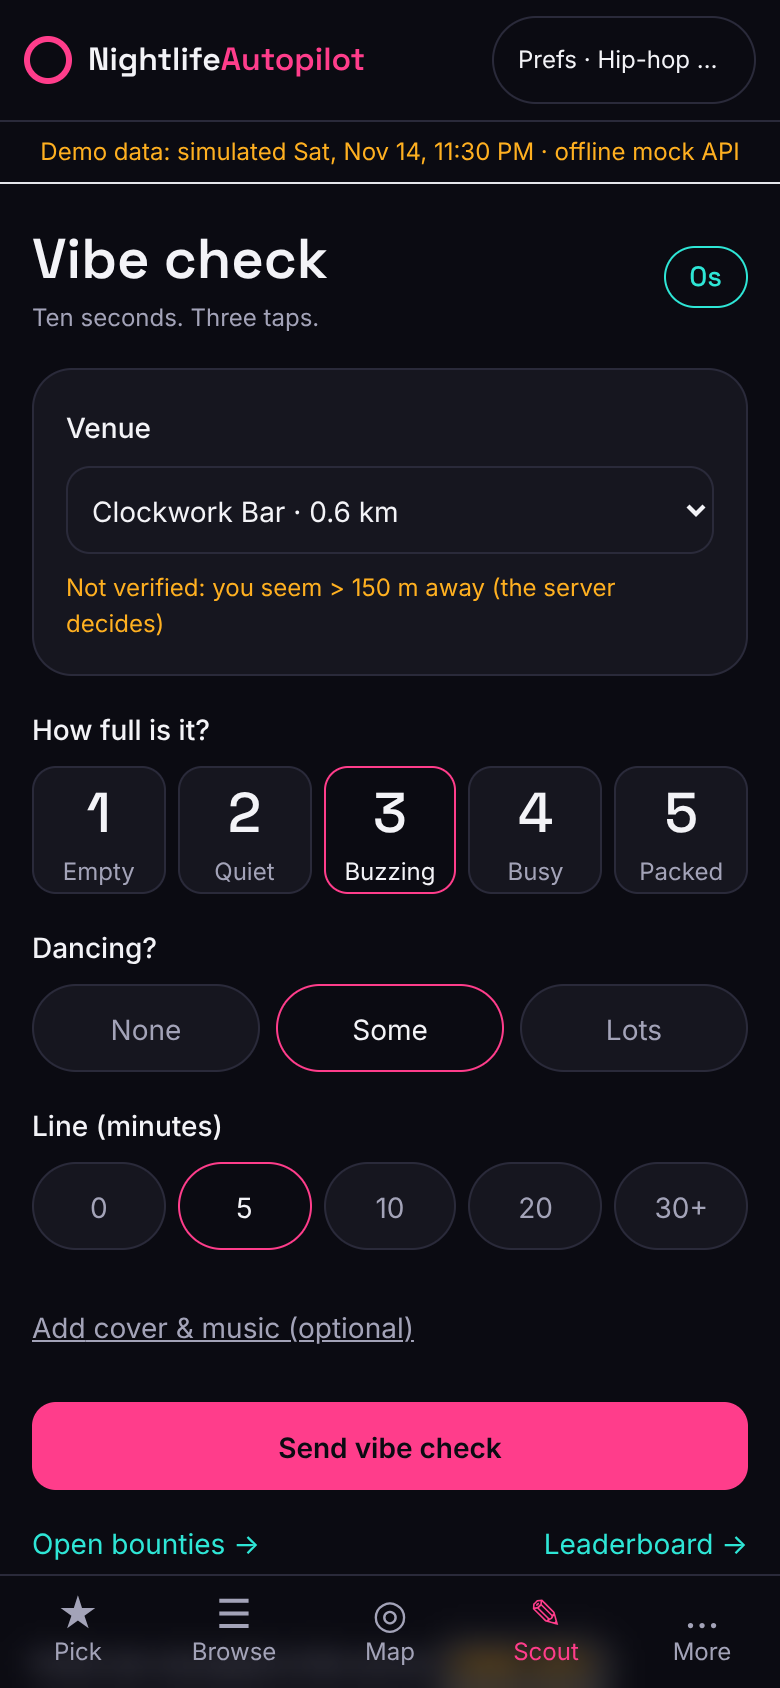 NightlifeAutopilot
Prefs · Hip-hop ...
Demo data: simulated Sat, Nov 14, 11:30 PM · offline mock API
Vibe check
0s
Ten seconds. Three taps.
Venue
Clockwork Bar · 0.6 km
Not verified: you seem > 150 m away (the server
decides)
How full is it?
1 2 3 4 5
Empty Quiet Buzzing Busy Packed
Dancing?
None Some Lots
Line (minutes)
0 5 10 20 30+
Add cover & music (optional)
Send vibe check
Open bounties → Leaderboard →
Pick Browse Map Scout More